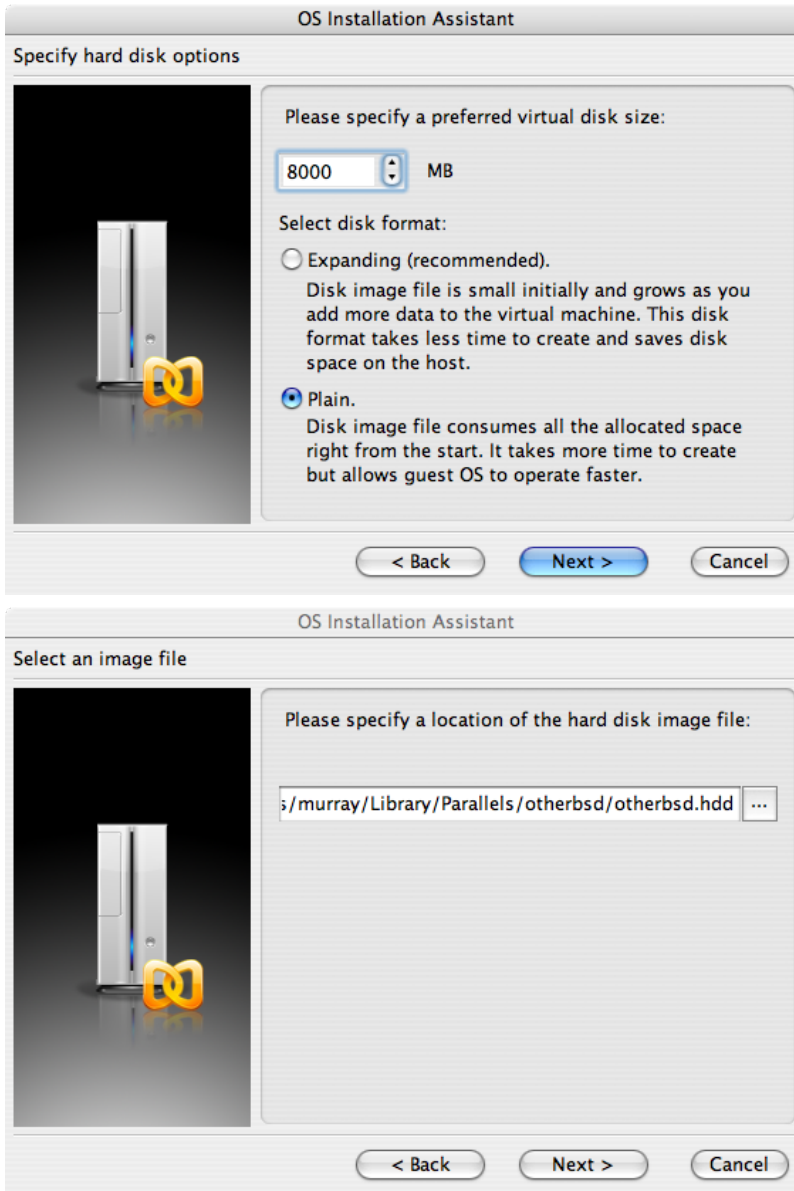 OS Installation Assistant
Specify hard disk options
Please specify a preferred virtual disk size:
8000 MB
Select disk format:
Expanding (recommended).
Disk image file is small initially and grows as you
add more data to the virtual machine. This disk
format takes less time to create and saves disk
space on the host.
Plain.
Disk image file consumes all the allocated space
right from the start. It takes more time to create
but allows guest OS to operate faster.
< Back Next > Cancel
OS Installation Assistant
Select an image file
Please specify a location of the hard disk image file:
s/murray/Library/Parallels/otherbsd/otherbsd.hdd ...
< Back Next > Cancel